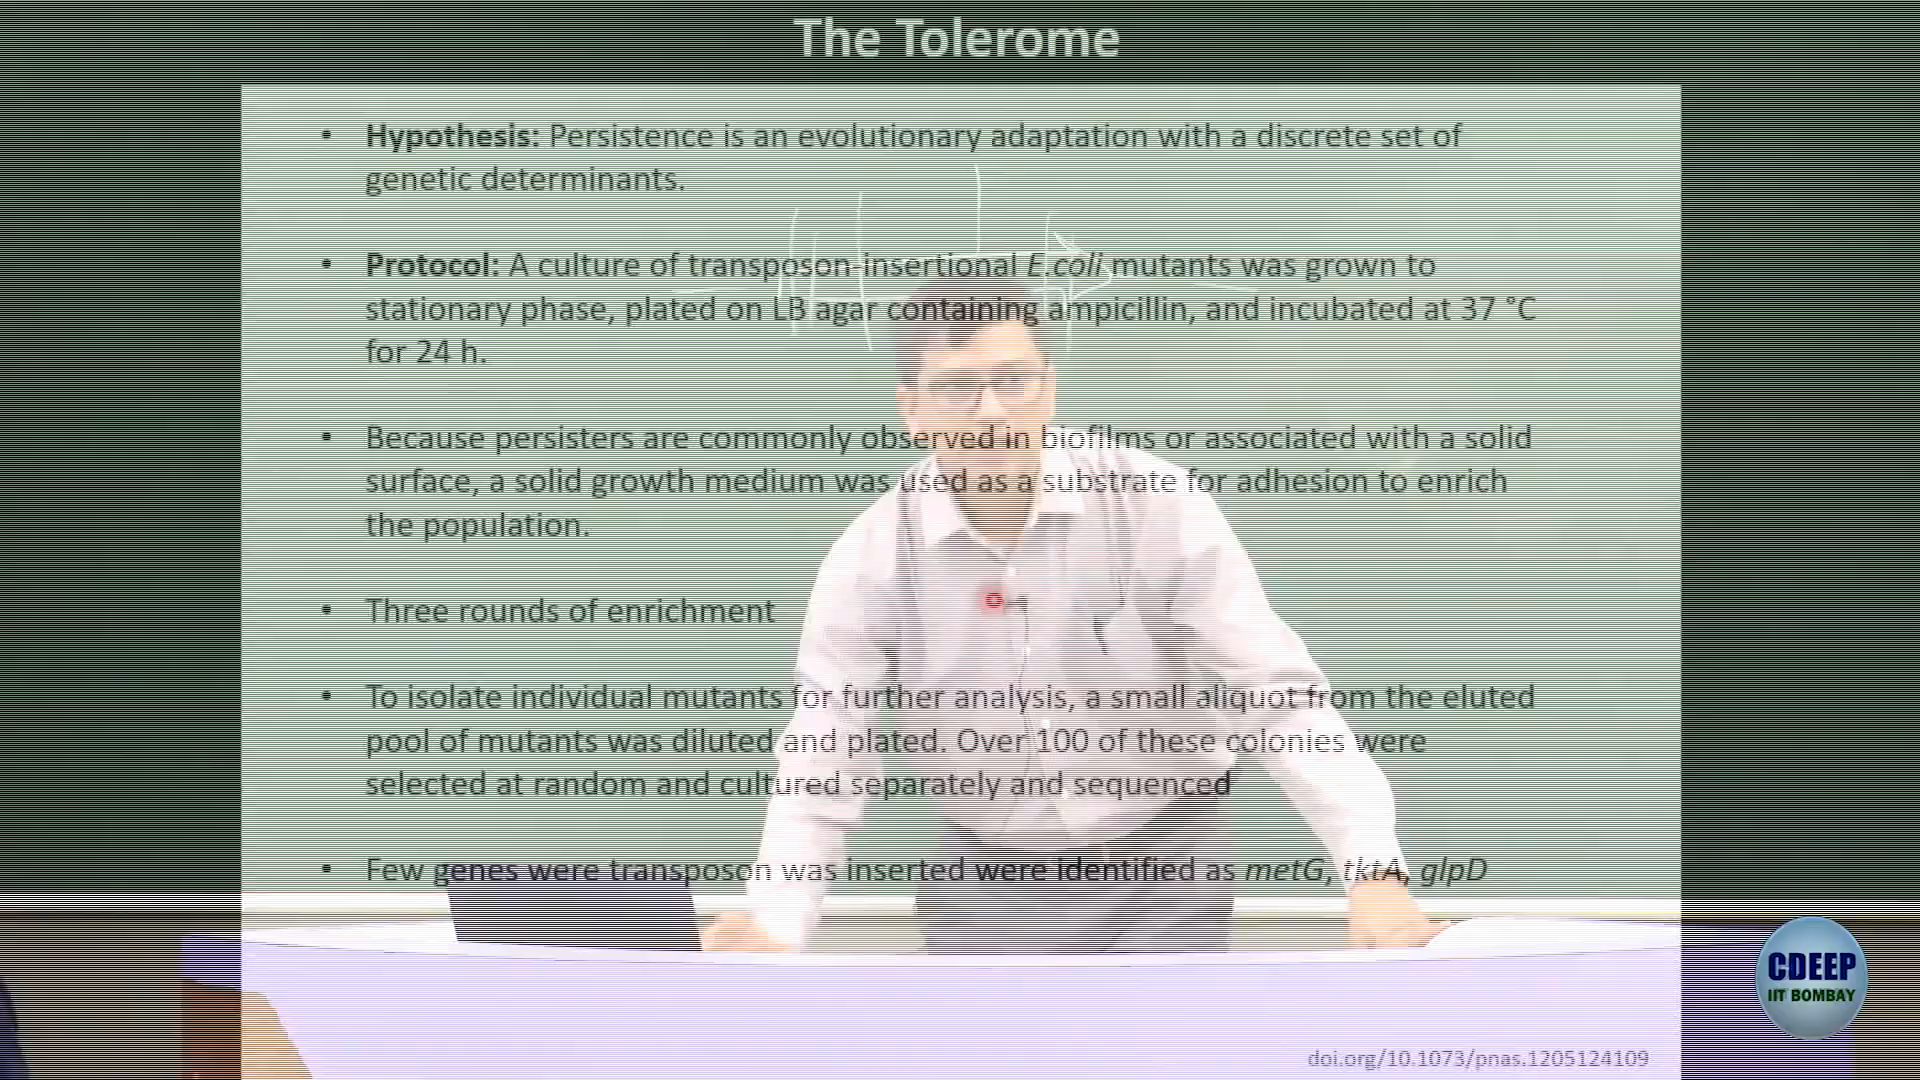 The Tolerome
• Hypothesis: Persistence is an evolutionary adaptation with a discrete set of
genetic determinants.
• Protocol: A culture of transposon-insertional E.coli mutants was grown to
stationary phase, plated on LB agar containing ampicillin, and incubated at 37 °C
for 24 h.
• Because persisters are commonly observed in biofilms or associated with a solid
surface, a solid growth medium was used as a substrate for adhesion to enrich
the population.
• Three rounds of enrichment
• To isolate individual mutants for further analysis, a small aliquot from the eluted
pool of mutants was diluted and plated. Over 100 of these colonies were
selected at random and cultured separately and sequenced
• Few genes were transposon was inserted were identified as metG, tktA, glpD
CDEEP
IIT BOMBAY
doi.org/10.1073/pnas.1205124109